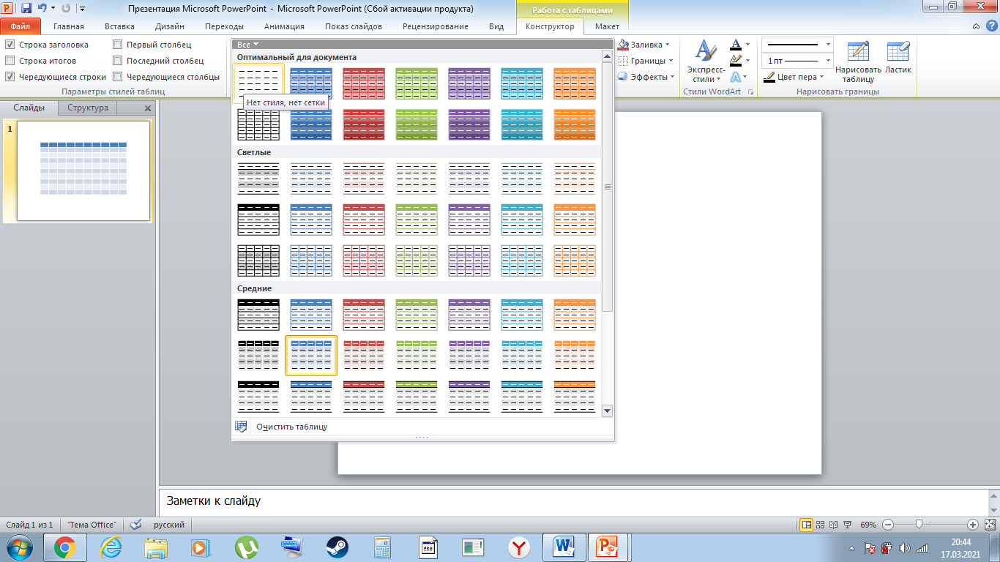 Презентация Microsoft PowerPoint - Microsoft PowerPoint (Сбой активации продукта)
Работа с таблицами
Файл Главная Вставка Дизайн Переходы Анимация Показ слайдов Рецензирование Вид Конструктор Макет
Строка заголовка Первый столбец
Строка итогов Последний столбец
Чередующиеся строки Чередующиеся столбцы
Параметры стилей таблиц
Все
Оптимальный для документа
Нет стиля, нет сетки
Светлые
Средние
Очистить таблицу
Заливка
Границы
Эффекты
Экспресс-
стили
Стили WordArt
1 пт
Цвет пера
Нарисовать
таблицу
Ластик
Нарисовать границы
Слайды Структура
1
Заметки к слайду
Слайд 1 из 1 "Тема Office" русский 69%
20:44
17.03.2021